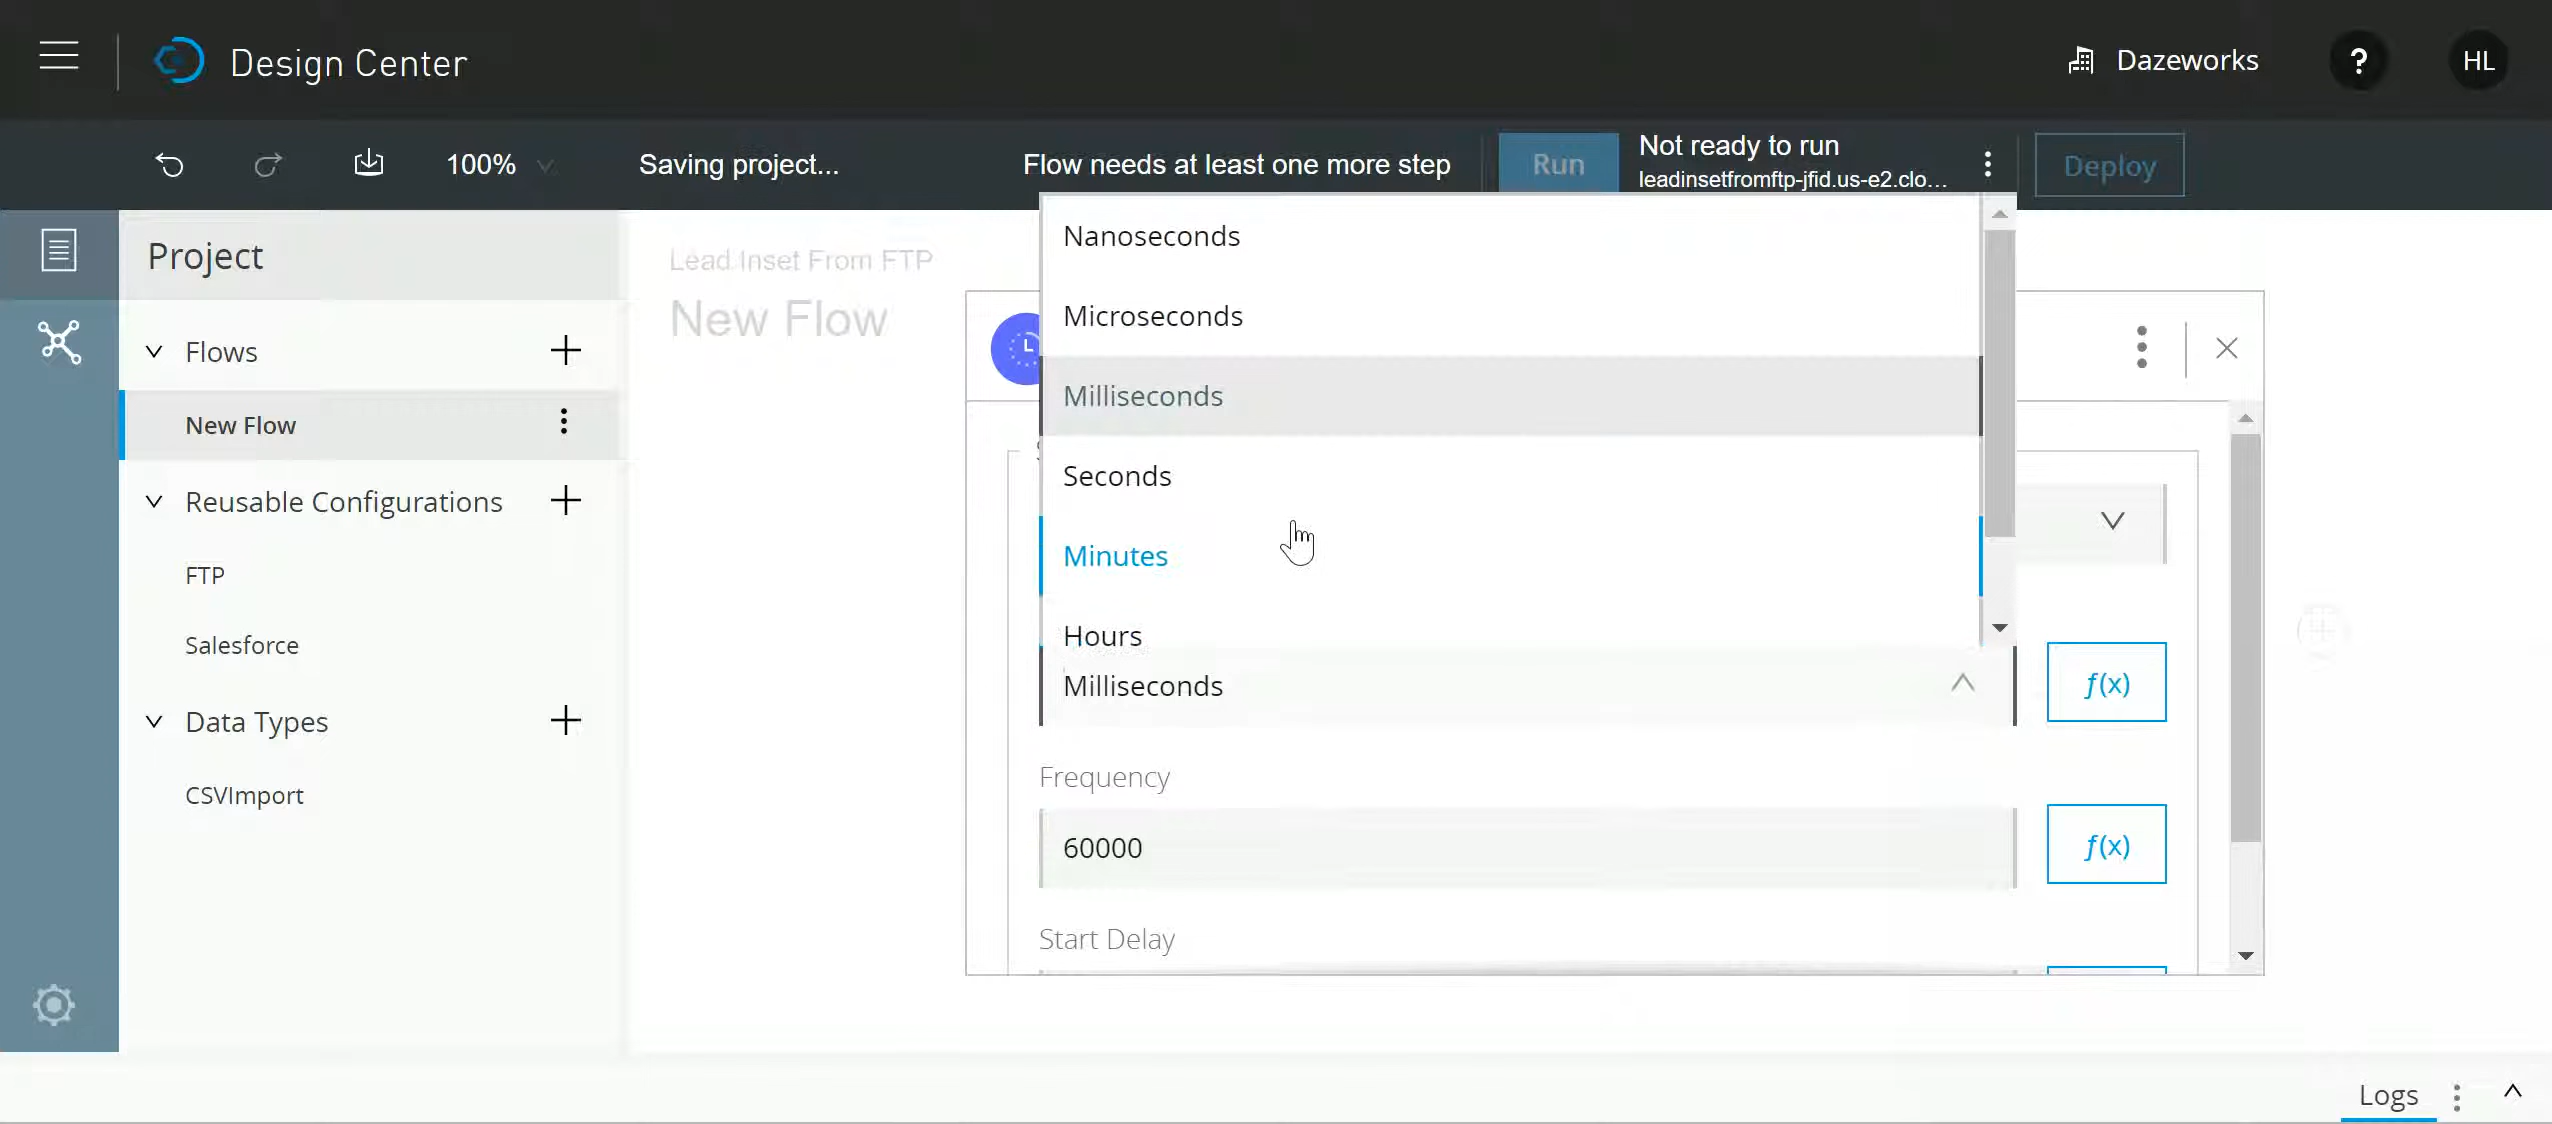 Design Center
Dazeworks
?
HL
100%
Saving project...
Flow needs at least one more step
Run
Not ready to run
leadinsetfromftp-jfid.us-e2.clo...
Deploy
Project
Flows
New Flow
Reusable Configurations
FTP
Salesforce
Data Types
CSVImport
Lead Inset From FTP
New Flow
Nanoseconds
Microseconds
Milliseconds
Seconds
Minutes
Hours
Milliseconds
f(x)
Frequency
60000
f(x)
Start Delay
Logs